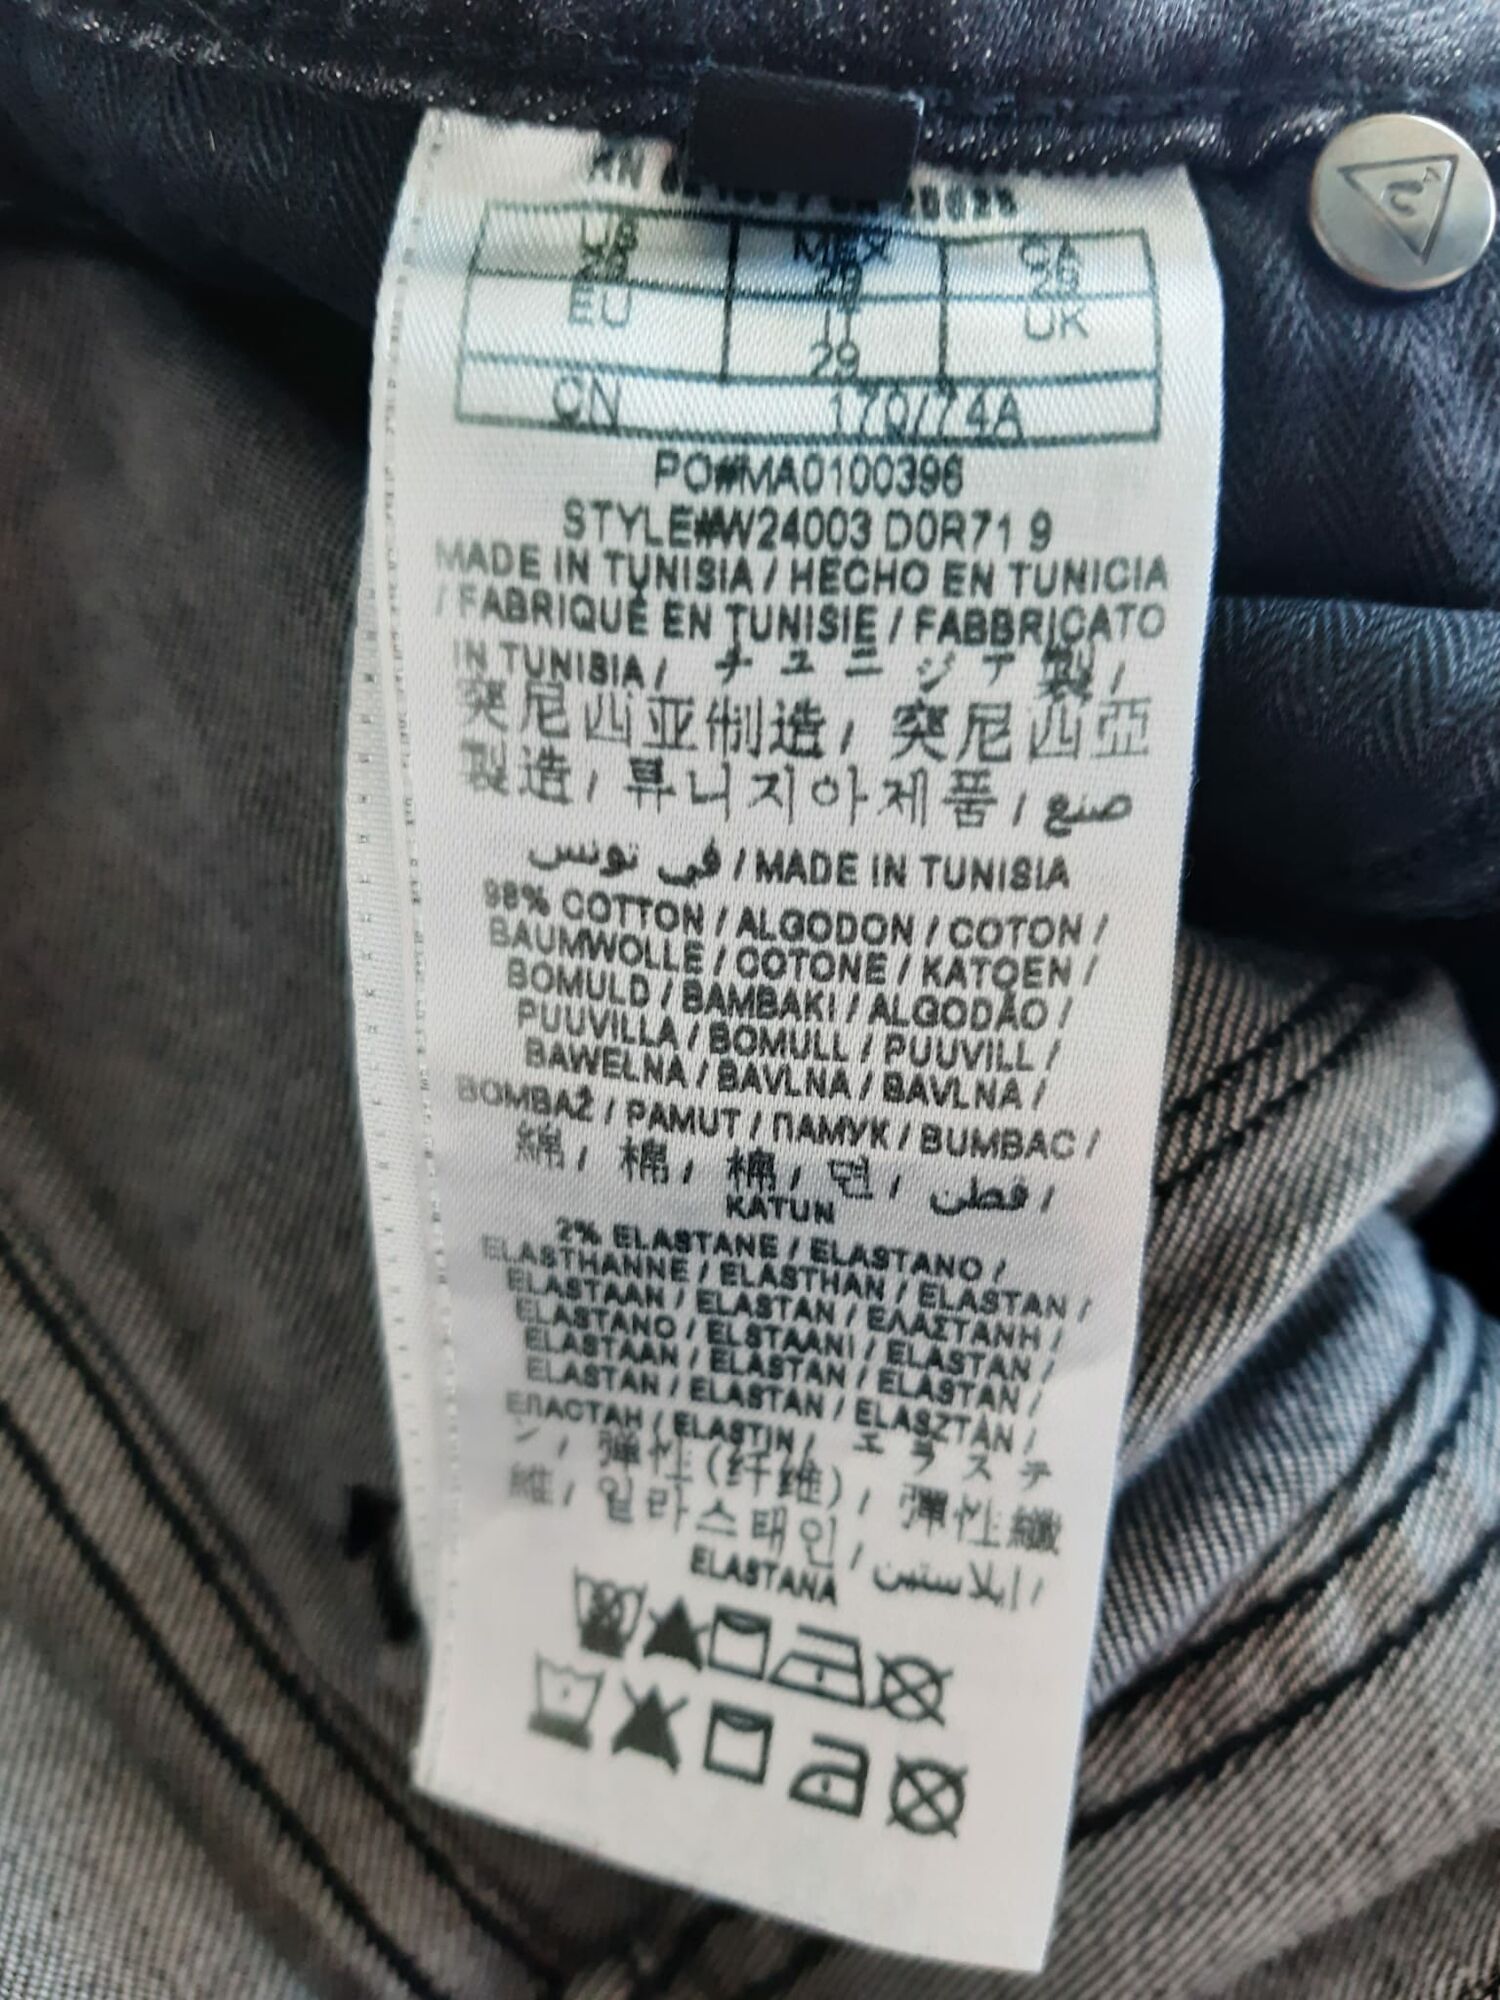 US MEX CA
29 29
EU IT UK
29
CN 170/74A
PO#MA0100396
STYLE#W24003 D0R71 9
MADE IN TUNISIA / HECHO EN TUNICIA
/ FABRIQUÉ EN TUNISIE / FABBRICATO
IN TUNISIA / チュニジア製 /
突尼西亚制造 / 突尼西亞
製造 / 튜니지아제품 / صنع
في تونس / MADE IN TUNISIA
98% COTTON / ALGODON / COTON /
BAUMWOLLE / COTONE / KATOEN /
BOMULD / BAMBAKI / ALGODÃO /
PUUVILLA / BOMULL / PUUVILL /
BAWEŁNA / BAVLNA / BAVLNA /
BOMBAŽ / PAMUT / ПАМУК / BUMBAC /
綿 / 棉 / 棉 / 면 / قطن /
KATUN
2% ELASTANE / ELASTANO /
ELASTHANNE / ELASTHAN / ELASTAN /
ELASTAAN / ELASTAN / ΕΛΑΣΤΑΝΗ /
ELASTANO / ELSTAANI / ELASTAN /
ELASTAAN / ELASTAN / ELASTAN /
ELASTAN / ELASTAN / ELASZTÁN /
ЕЛАСТАН / ELASTIN / エラステ
ン / 彈性(纤维) / 彈性纖
維 / 일라스태인 / إيلاستين /
ELASTANA